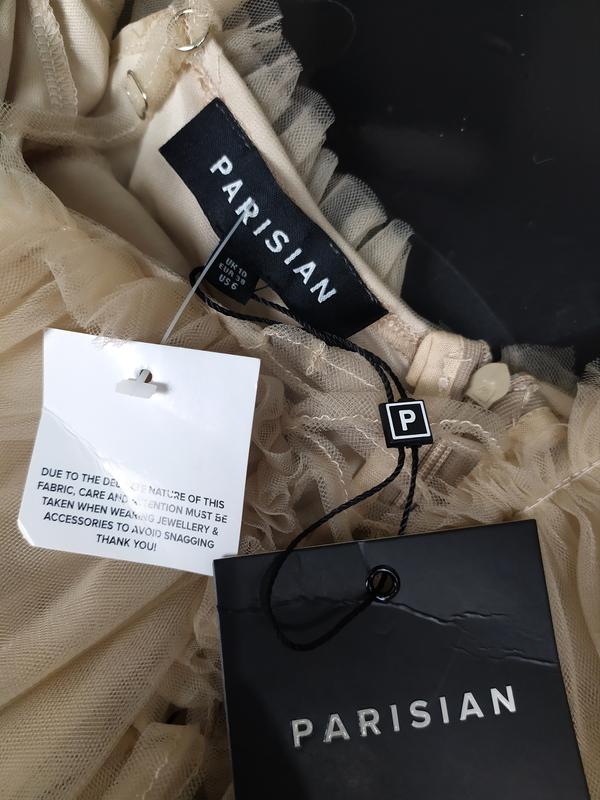 PARISIAN
UK 10
EUR 38
US 6
P
DUE TO THE DELICATE NATURE OF THIS
FABRIC, CARE AND ATTENTION MUST BE
TAKEN WHEN WEARING JEWELLERY &
ACCESSORIES TO AVOID SNAGGING
THANK YOU!
PARISIAN